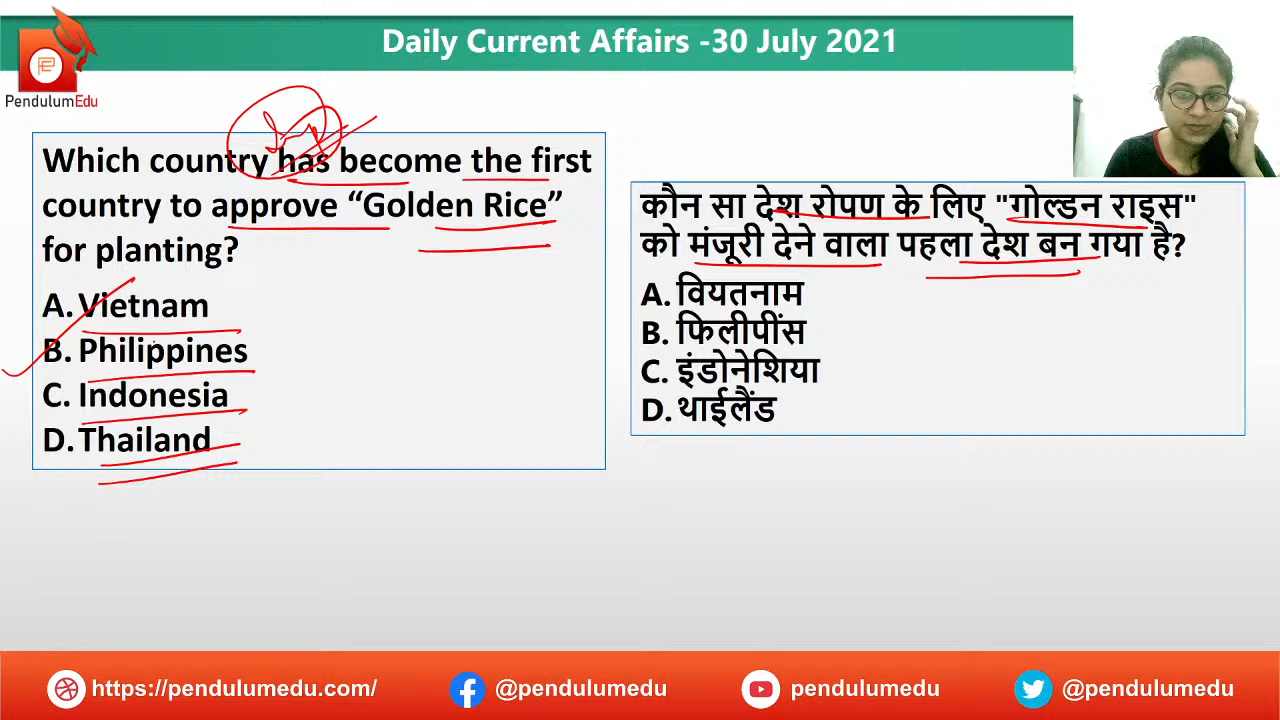 Daily Current Affairs -30 July 2021
PendulumEdu
Which country has become the first
country to approve “Golden Rice”
for planting?
A. Vietnam
B. Philippines
C. Indonesia
D. Thailand
कौन सा देश रोपण के लिए "गोल्डन राइस"
को मंजूरी देने वाला पहला देश बन गया है?
A. वियतनाम
B. फिलीपींस
C. इंडोनेशिया
D. थाईलैंड
https://pendulumedu.com/
@pendulumedu
pendulumedu
@pendulumedu